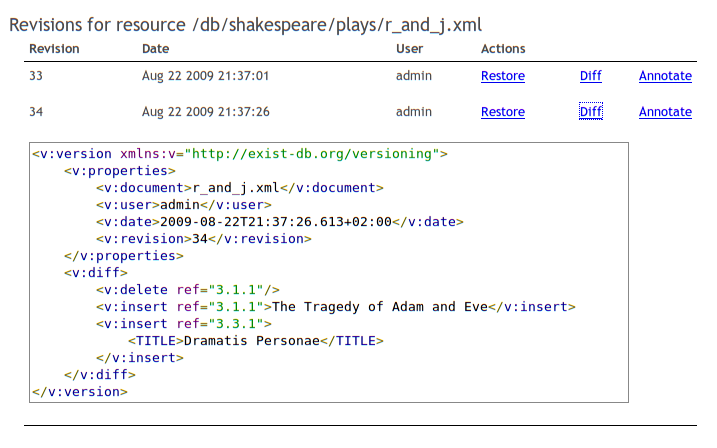 Revisions for resource /db/shakespeare/plays/r_and_j.xml
Revision Date User Actions
33 Aug 22 2009 21:37:01 admin Restore Diff Annotate
34 Aug 22 2009 21:37:26 admin Restore Diff Annotate
<v:version xmlns:v="http://exist-db.org/versioning">
    <v:properties>
        <v:document>r_and_j.xml</v:document>
        <v:user>admin</v:user>
        <v:date>2009-08-22T21:37:26.613+02:00</v:date>
        <v:revision>34</v:revision>
    </v:properties>
    <v:diff>
        <v:delete ref="3.1.1"/>
        <v:insert ref="3.1.1">The Tragedy of Adam and Eve</v:insert>
        <v:insert ref="3.3.1">
            <TITLE>Dramatis Personae</TITLE>
        </v:insert>
    </v:diff>
</v:version>